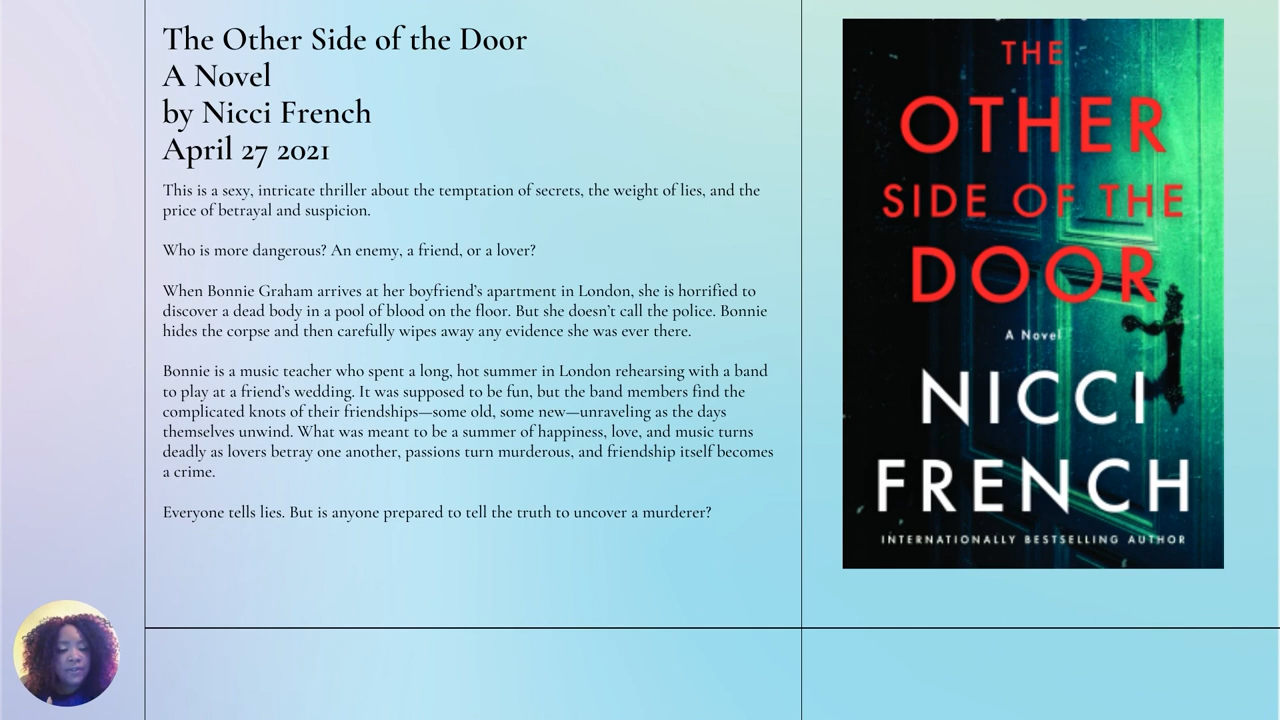 The Other Side of the Door
A Novel
by Nicci French
April 27 2021
This is a sexy, intricate thriller about the temptation of secrets, the weight of lies, and the
price of betrayal and suspicion.
Who is more dangerous? An enemy, a friend, or a lover?
When Bonnie Graham arrives at her boyfriend’s apartment in London, she is horrified to
discover a dead body in a pool of blood on the floor. But she doesn’t call the police. Bonnie
hides the corpse and then carefully wipes away any evidence she was ever there.
Bonnie is a music teacher who spent a long, hot summer in London rehearsing with a band
to play at a friend’s wedding. It was supposed to be fun, but the band members find the
complicated knots of their friendships—some old, some new—unraveling as the days
themselves unwind. What was meant to be a summer of happiness, love, and music turns
deadly as lovers betray one another, passions turn murderous, and friendship itself becomes
a crime.
Everyone tells lies. But is anyone prepared to tell the truth to uncover a murderer?
THE
OTHER
SIDE OF THE
DOOR
A Novel
NICCI
FRENCH
INTERNATIONALLY BESTSELLING AUTHOR